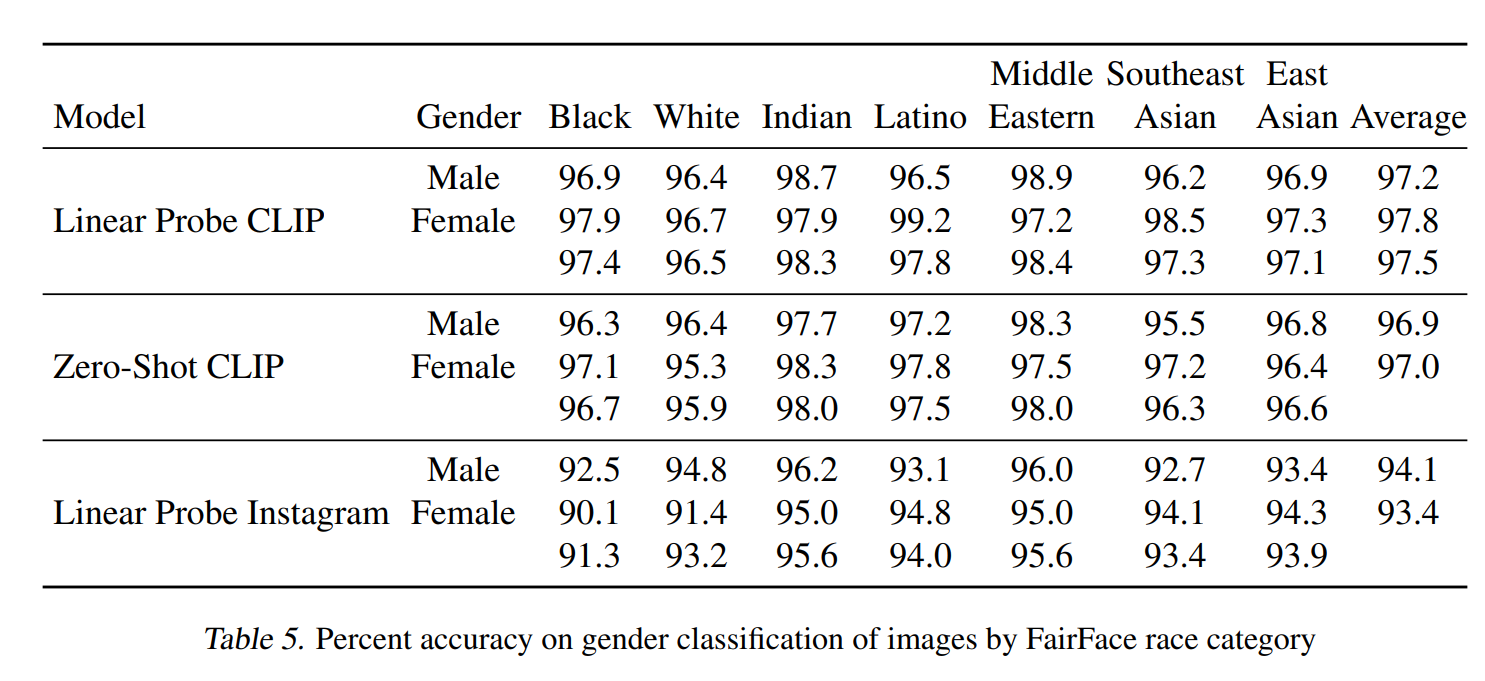 Middle Southeast East
Model Gender Black White Indian Latino Eastern Asian Asian Average
Male 96.9 96.4 98.7 96.5 98.9 96.2 96.9 97.2
Linear Probe CLIP Female 97.9 96.7 97.9 99.2 97.2 98.5 97.3 97.8
97.4 96.5 98.3 97.8 98.4 97.3 97.1 97.5
Male 96.3 96.4 97.7 97.2 98.3 95.5 96.8 96.9
Zero-Shot CLIP Female 97.1 95.3 98.3 97.8 97.5 97.2 96.4 97.0
96.7 95.9 98.0 97.5 98.0 96.3 96.6
Male 92.5 94.8 96.2 93.1 96.0 92.7 93.4 94.1
Linear Probe Instagram Female 90.1 91.4 95.0 94.8 95.0 94.1 94.3 93.4
91.3 93.2 95.6 94.0 95.6 93.4 93.9
Table 5. Percent accuracy on gender classification of images by FairFace race category